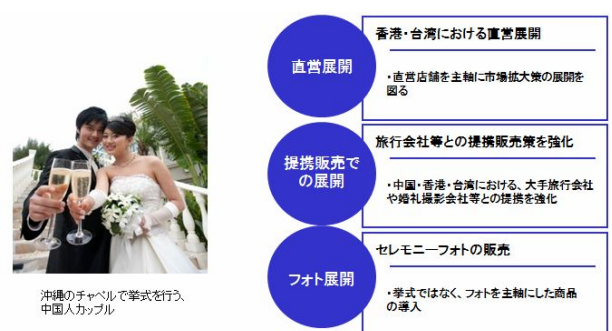 直営展開
香港・台湾における直営展開
・直営店舗を主軸に市場拡大策の展開を
図る
提携販売で
の展開
旅行会社等との提携販売策を強化
・中国・香港・台湾における、大手旅行会社
や婚礼撮影会社等との提携を強化
フォト展開
セレモニーフォトの販売
・挙式ではなく、フォトを主軸にした商品
の導入
沖縄のチャペルで挙式を行う、
中国人カップル